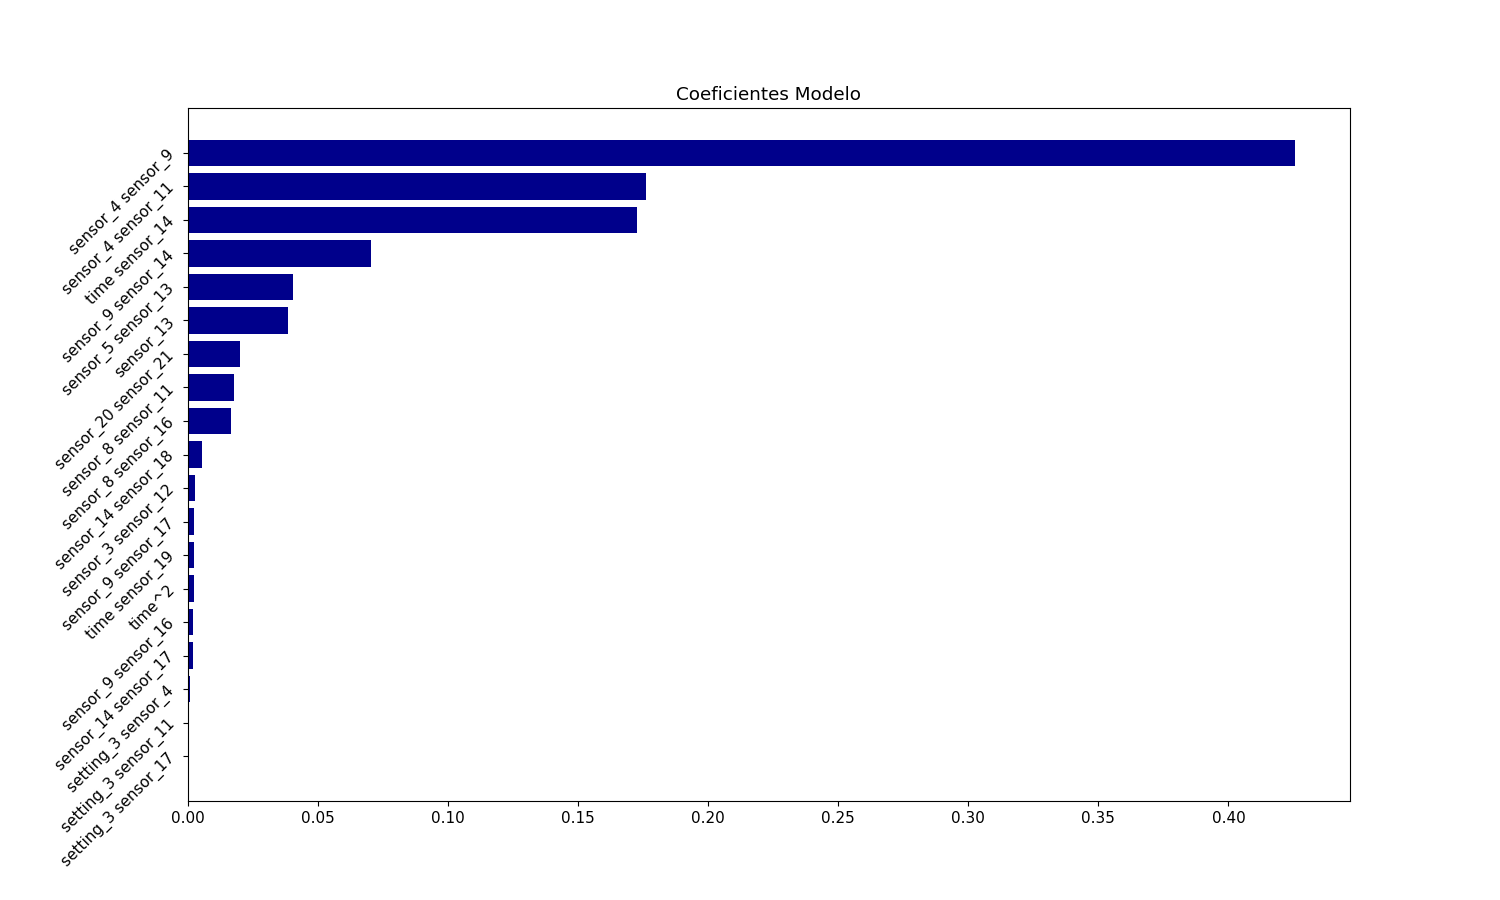 Coeficientes Modelo
sensor_4 sensor_9
sensor_4 sensor_11
time sensor_14
sensor_9 sensor_14
sensor_5 sensor_13
sensor_13
sensor_20 sensor_21
sensor_8 sensor_11
sensor_8 sensor_16
sensor_14 sensor_18
sensor_3 sensor_12
sensor_9 sensor_17
time sensor_19
time^2
sensor_9 sensor_16
sensor_14 sensor_17
setting_3 sensor_4
setting_3 sensor_11
setting_3 sensor_17
0.00 0.05 0.10 0.15 0.20 0.25 0.30 0.35 0.40